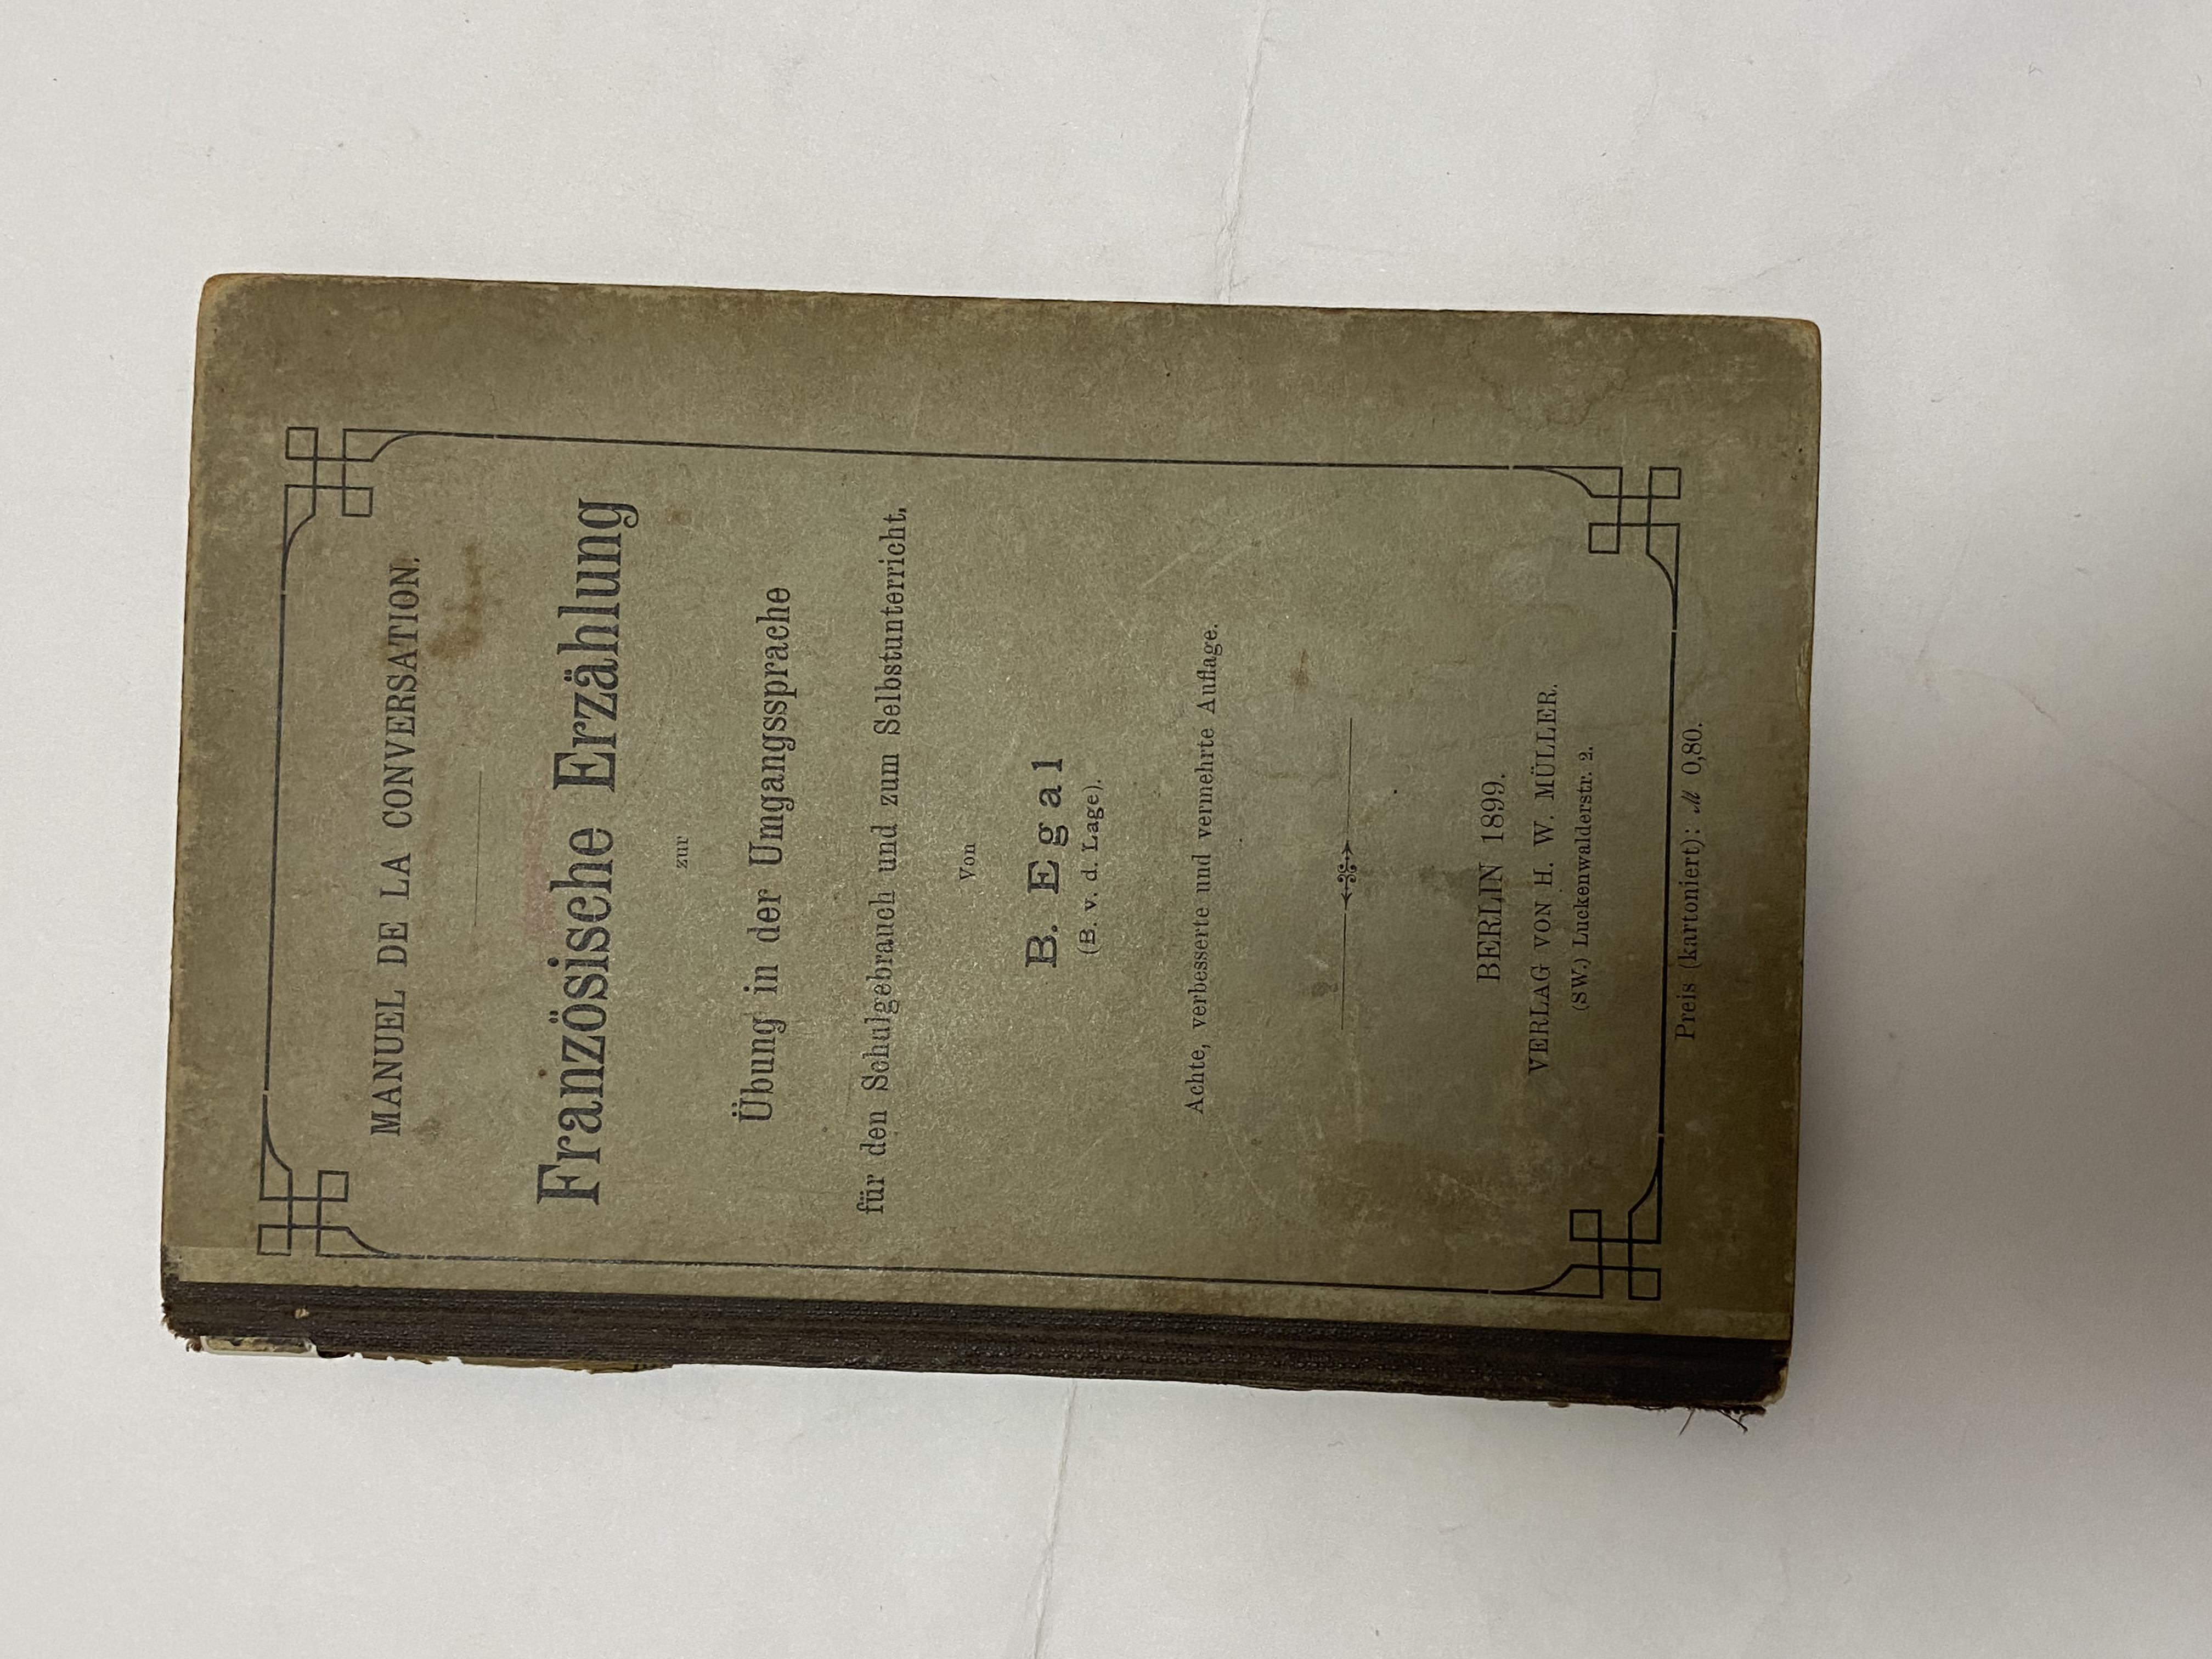 MANUEL DE LA CONVERSATION.
Französische Erzählung
zur
Übung in der Umgangssprache
für den Schulgebrauch und zum Selbstunterricht.
Von
B. Egal
(B. v. d. Lage).
Achte, verbesserte und vermehrte Auflage.
BERLIN 1899.
VERLAG VON H. W. MÜLLER.
(SW.) Luckenwalderstr. 2.
Preis (kartoniert): ℳ 0,80.